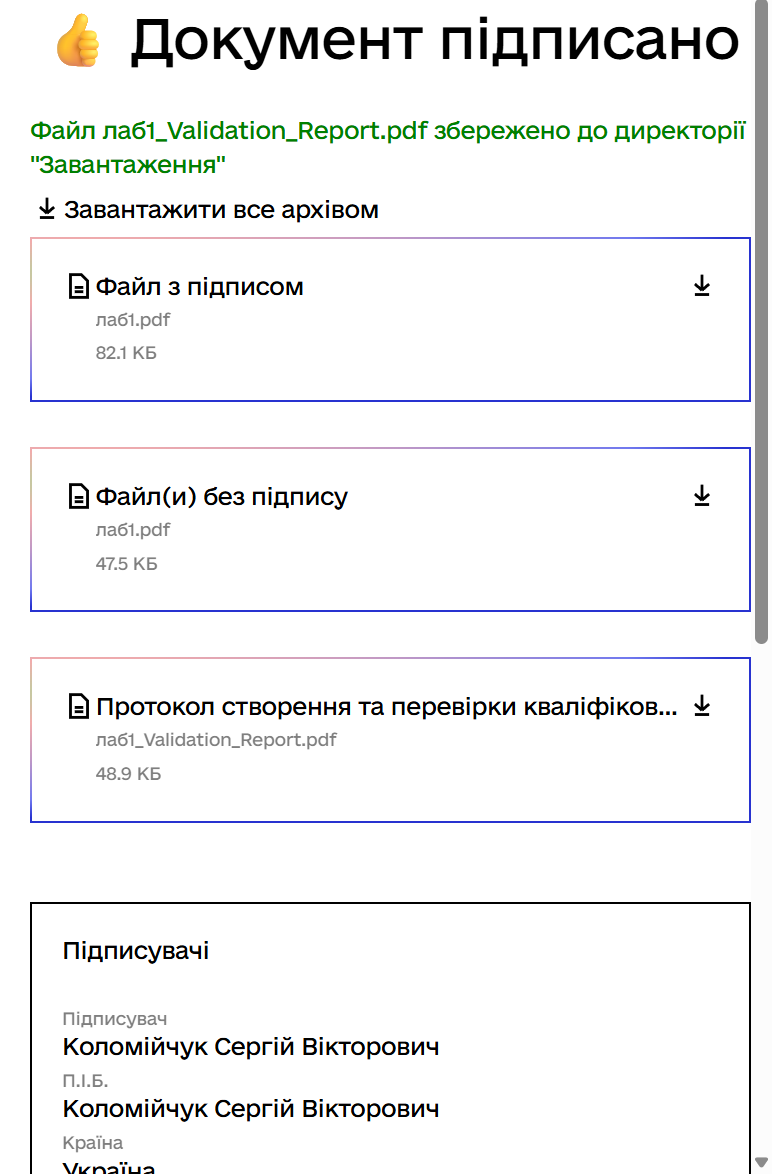 👍 Документ підписано
Файл лаб1_Validation_Report.pdf збережено до директорії
"Завантаження"
Завантажити все архівом
Файл з підписом
лаб1.pdf
82.1 КБ
Файл(и) без підпису
лаб1.pdf
47.5 КБ
Протокол створення та перевірки кваліфіков...
лаб1_Validation_Report.pdf
48.9 КБ
Підписувачі
Підписувач
Коломійчук Сергій Вікторович
П.І.Б.
Коломійчук Сергій Вікторович
Країна
Україна